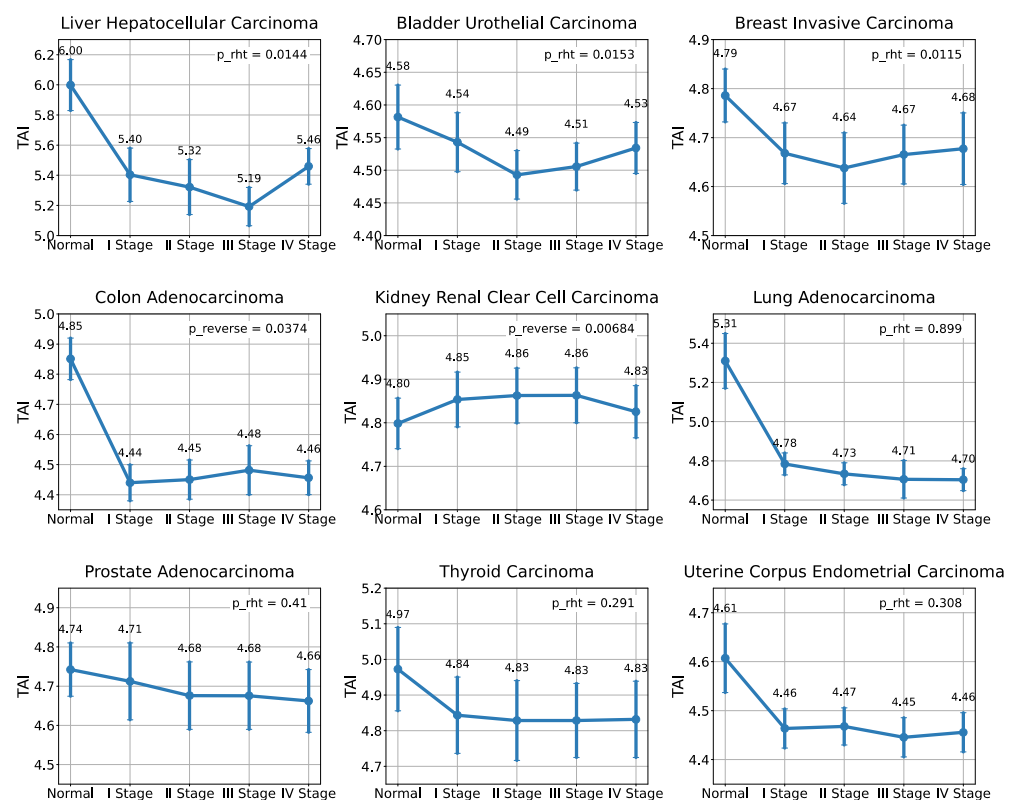 Liver Hepatocellular Carcinoma
p_rht = 0.0144
TAI
6.2
6.0
5.8
5.6
5.4
5.2
5.0
6.00
5.40
5.32
5.19
5.46
Normal I Stage II Stage III Stage IV Stage
Bladder Urothelial Carcinoma
p_rht = 0.0153
TAI
4.70
4.65
4.60
4.55
4.50
4.45
4.40
4.58
4.54
4.49
4.51
4.53
Normal I Stage II Stage III Stage IV Stage
Breast Invasive Carcinoma
p_rht = 0.0115
TAI
4.9
4.8
4.7
4.6
4.5
4.79
4.67
4.64
4.67
4.68
Normal I Stage II Stage III Stage IV Stage
Colon Adenocarcinoma
p_reverse = 0.0374
TAI
5.0
4.9
4.8
4.7
4.6
4.5
4.4
4.85
4.44
4.45
4.48
4.46
Normal I Stage II Stage III Stage IV Stage
Kidney Renal Clear Cell Carcinoma
p_reverse = 0.00684
TAI
5.0
4.9
4.8
4.7
4.6
4.80
4.85
4.86
4.86
4.83
Normal I Stage II Stage III Stage IV Stage
Lung Adenocarcinoma
p_rht = 0.899
TAI
5.4
5.2
5.0
4.8
4.6
5.31
4.78
4.73
4.71
4.70
Normal I Stage II Stage III Stage IV Stage
Prostate Adenocarcinoma
p_rht = 0.41
TAI
4.9
4.8
4.7
4.6
4.5
4.74
4.71
4.68
4.68
4.66
Normal I Stage II Stage III Stage IV Stage
Thyroid Carcinoma
p_rht = 0.291
TAI
5.2
5.1
5.0
4.9
4.8
4.7
4.97
4.84
4.83
4.83
4.83
Normal I Stage II Stage III Stage IV Stage
Uterine Corpus Endometrial Carcinoma
p_rht = 0.308
TAI
4.7
4.6
4.5
4.4
4.61
4.46
4.47
4.45
4.46
Normal I Stage II Stage III Stage IV Stage